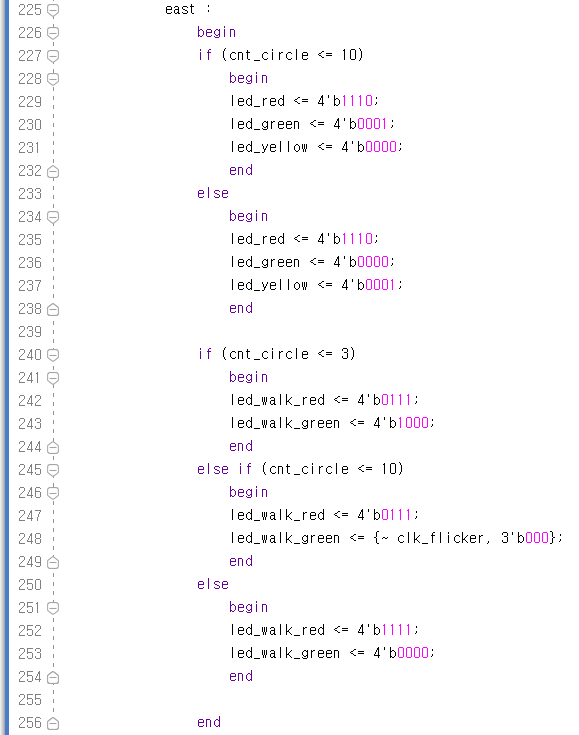 225 east :
226 begin
227 if (cnt_circle <= 10)
228 begin
229 led_red <= 4'b1110;
230 led_green <= 4'b0001;
231 led_yellow <= 4'b0000;
232 end
233 else
234 begin
235 led_red <= 4'b1110;
236 led_green <= 4'b0000;
237 led_yellow <= 4'b0001;
238 end
239
240 if (cnt_circle <= 3)
241 begin
242 led_walk_red <= 4'b0111;
243 led_walk_green <= 4'b1000;
244 end
245 else if (cnt_circle <= 10)
246 begin
247 led_walk_red <= 4'b0111;
248 led_walk_green <= {~ clk_flicker, 3'b000};
249 end
250 else
251 begin
252 led_walk_red <= 4'b1111;
253 led_walk_green <= 4'b0000;
254 end
255
256 end